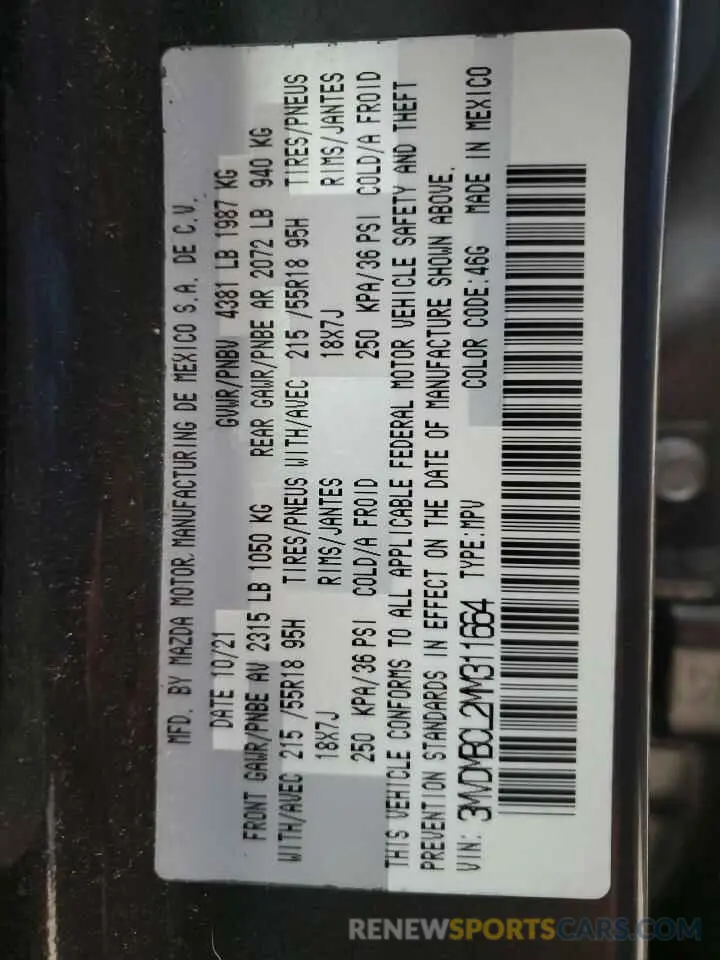 MFD. BY MAZDA MOTOR MANUFACTURING DE MEXICO S.A. DE C.V.
DATE 10/21 GVWR/PNBV 4381 LB 1987 KG
FRONT GAWR/PNBE AV 2315 LB 1050 KG REAR GAWR/PNBE AR 2072 LB 940 KG
WITH/AVEC 215 /55R18 95H TIRES/PNEUS WITH/AVEC 215 /55R18 95H TIRES/PNEUS
18X7J RIMS/JANTES 18X7J RIMS/JANTES
250 KPA/36 PSI COLD/A FROID 250 KPA/36 PSI COLD/A FROID
THIS VEHICLE CONFORMS TO ALL APPLICABLE FEDERAL MOTOR VEHICLE SAFETY AND THEFT
PREVENTION STANDARDS IN EFFECT ON THE DATE OF MANUFACTURE SHOWN ABOVE.
VIN: 3MVDMBCL2MM311664 TYPE:MPV COLOR CODE:46G MADE IN MEXICO
RENEWSPORTSCARS.COM